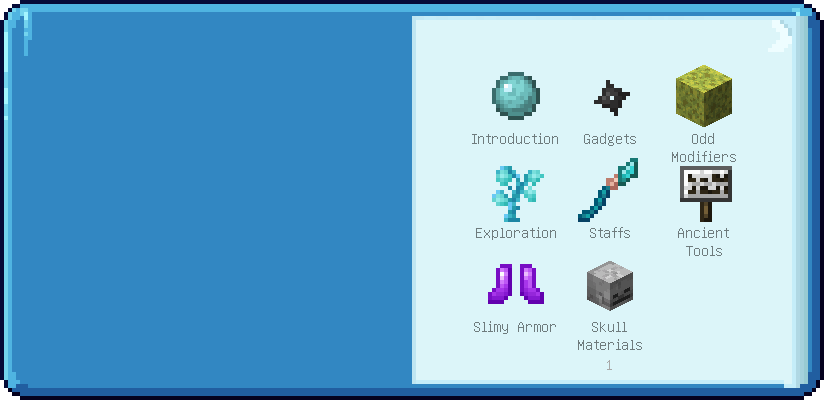 Introduction
Gadgets
Odd
Modifiers
Exploration
Staffs
Ancient
Tools
Slimy Armor
Skull
Materials
1